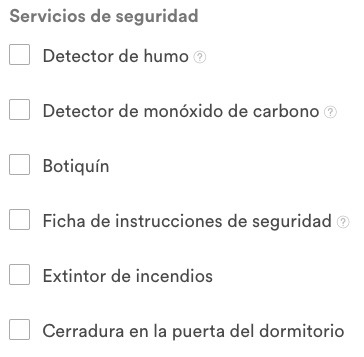 Servicios de seguridad
Detector de humo ?
Detector de monóxido de carbono ?
Botiquín
Ficha de instrucciones de seguridad ?
Extintor de incendios
Cerradura en la puerta del dormitorio